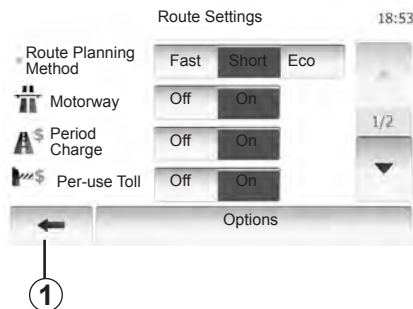 Route Settings 18:53
Route Planning Method Fast Short Eco
Motorway Off On
$ Period Charge Off On
$ Per-use Toll Off On
1/2
Options
1